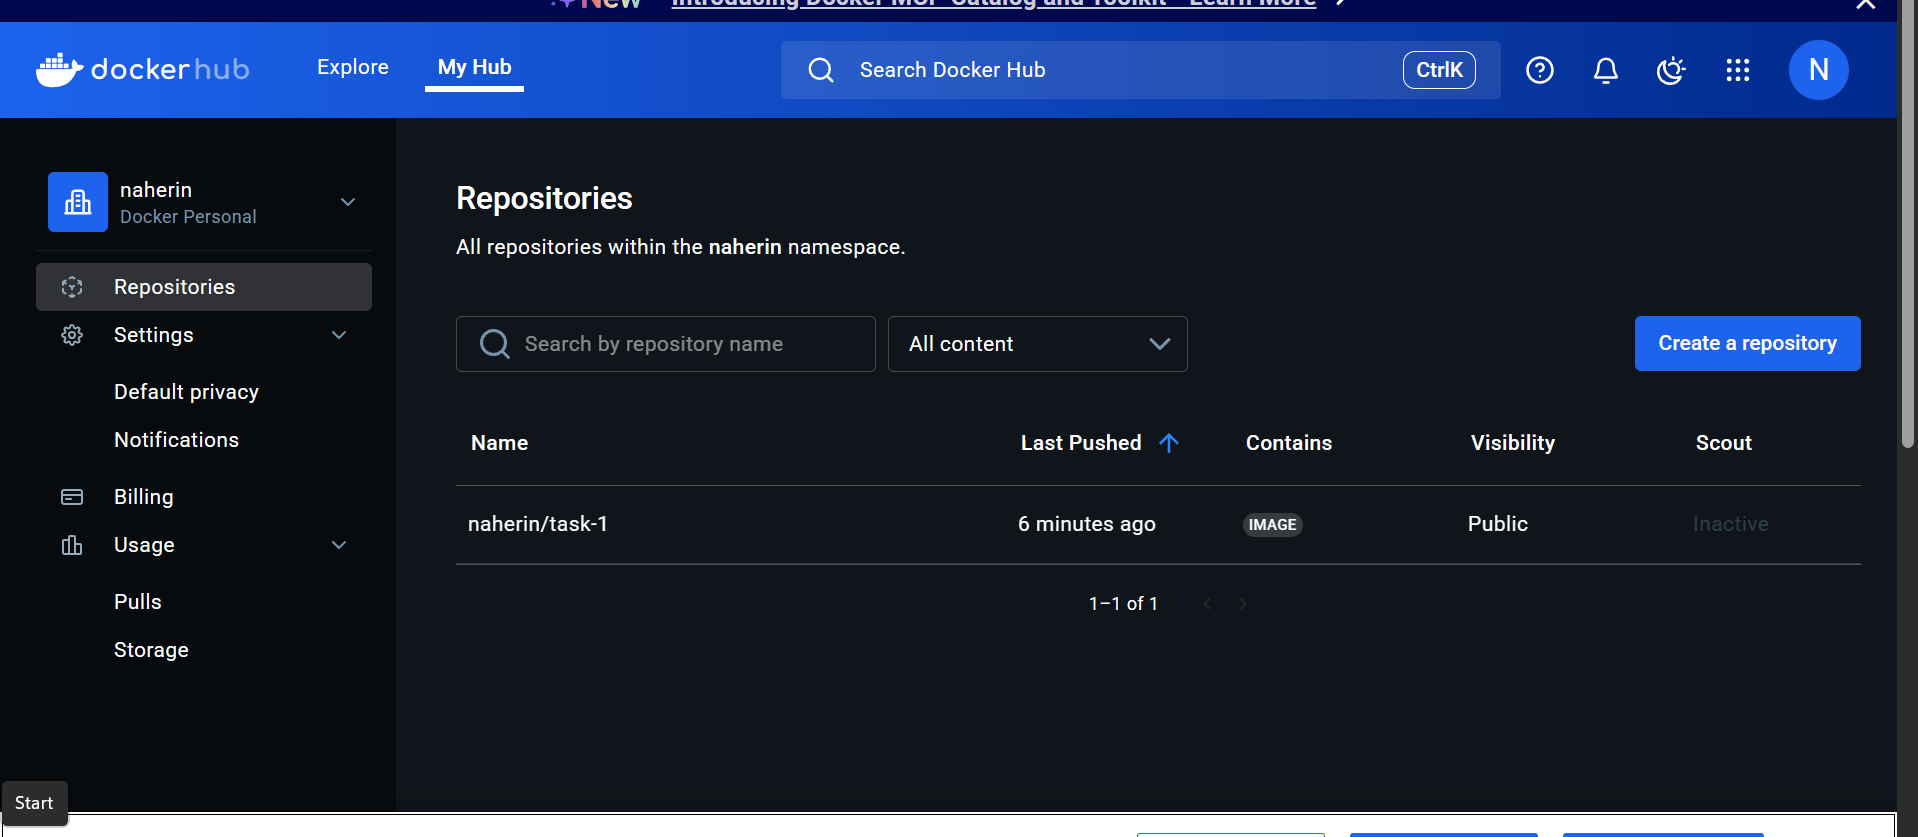 New Introducing Docker MCP Catalog and Toolkit - Learn More
dockerhub
Explore
My Hub
Search Docker Hub
CtrlK
N
naherin
Docker Personal
Repositories
Settings
Default privacy
Notifications
Billing
Usage
Pulls
Storage
Repositories
All repositories within the naherin namespace.
Search by repository name
All content
Create a repository
Name Last Pushed Contains Visibility Scout
naherin/task-1 6 minutes ago IMAGE Public Inactive
1–1 of 1
Start